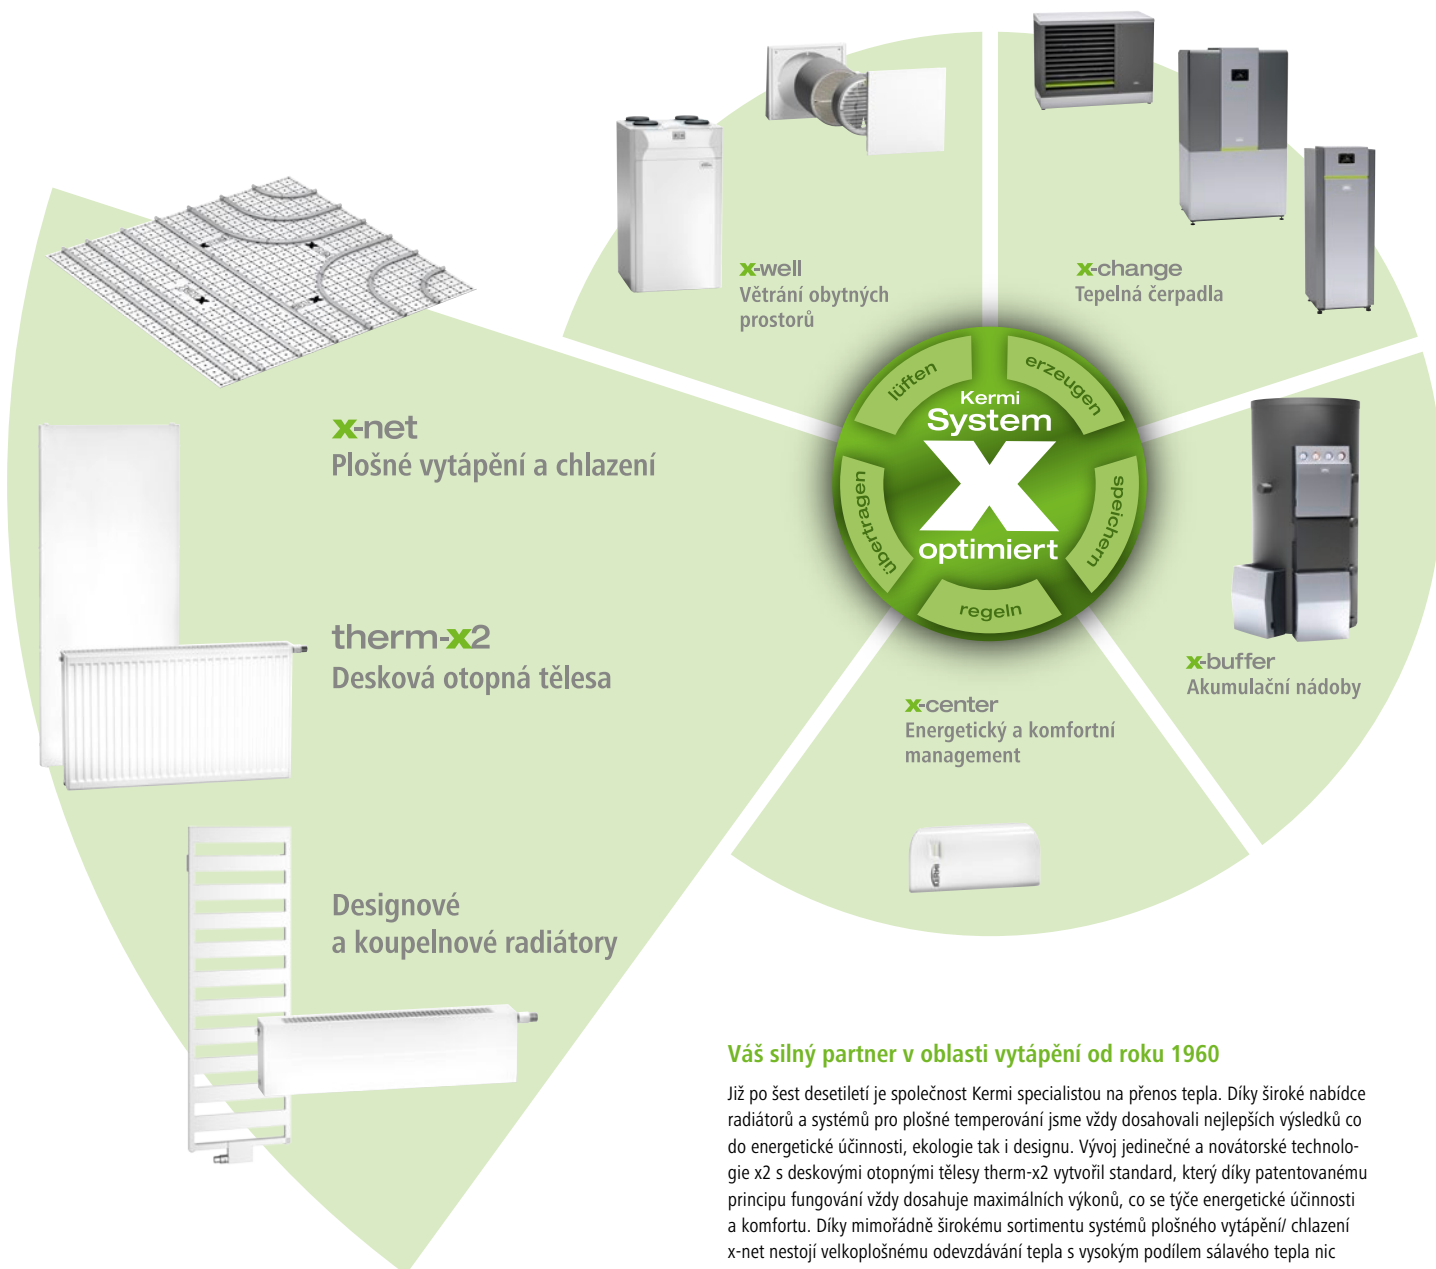 x-well
Větrání obytných
prostorů
x-change
Tepelná čerpadla
lüften
erzeugen
Kermi
System
X
optimiert
übertragen
speichern
regeln
x-net
Plošné vytápění a chlazení
therm-x2
Desková otopná tělesa
x-buffer
Akumulační nádoby
x-center
Energetický a komfortní
management
Designové
a koupelnové radiátory
Váš silný partner v oblasti vytápění od roku 1960
Již po šest desetiletí je společnost Kermi specialistou na přenos tepla. Díky široké nabídce
radiátorů a systémů pro plošné temperování jsme vždy dosahovali nejlepších výsledků co
do energetické účinnosti, ekologie tak i designu. Vývoj jedinečné a novátorské technolo-
gie x2 s deskovými otopnými tělesy therm-x2 vytvořil standard, který díky patentovanému
principu fungování vždy dosahuje maximálních výkonů, co se týče energetické účinnosti
a komfortu. Díky mimořádně širokému sortimentu systémů plošného vytápění/ chlazení
x-net nestojí velkoplošnému odevzdávání tepla s vysokým podílem sálavého tepla nic